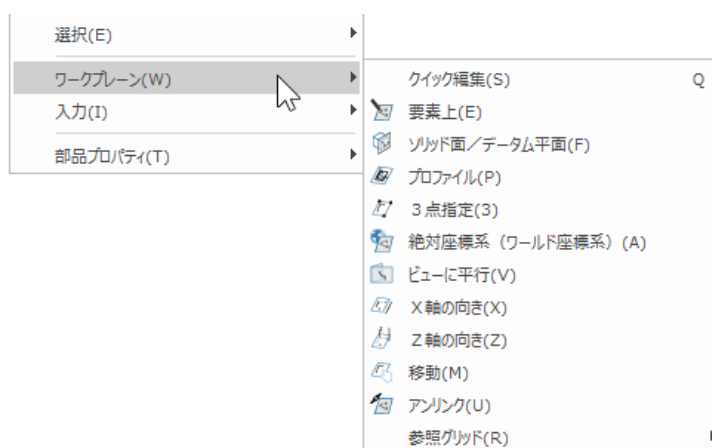 選択(E)
ワークプレーン(W)
入力(I)
部品プロパティ(T)
クイック編集(S) Q
要素上(E)
ソリッド面／データム平面(F)
プロファイル(P)
３点指定(3)
絶対座標系（ワールド座標系）(A)
ビューに平行(V)
Ｘ軸の向き(X)
Ｚ軸の向き(Z)
移動(M)
アンリンク(U)
参照グリッド(R)